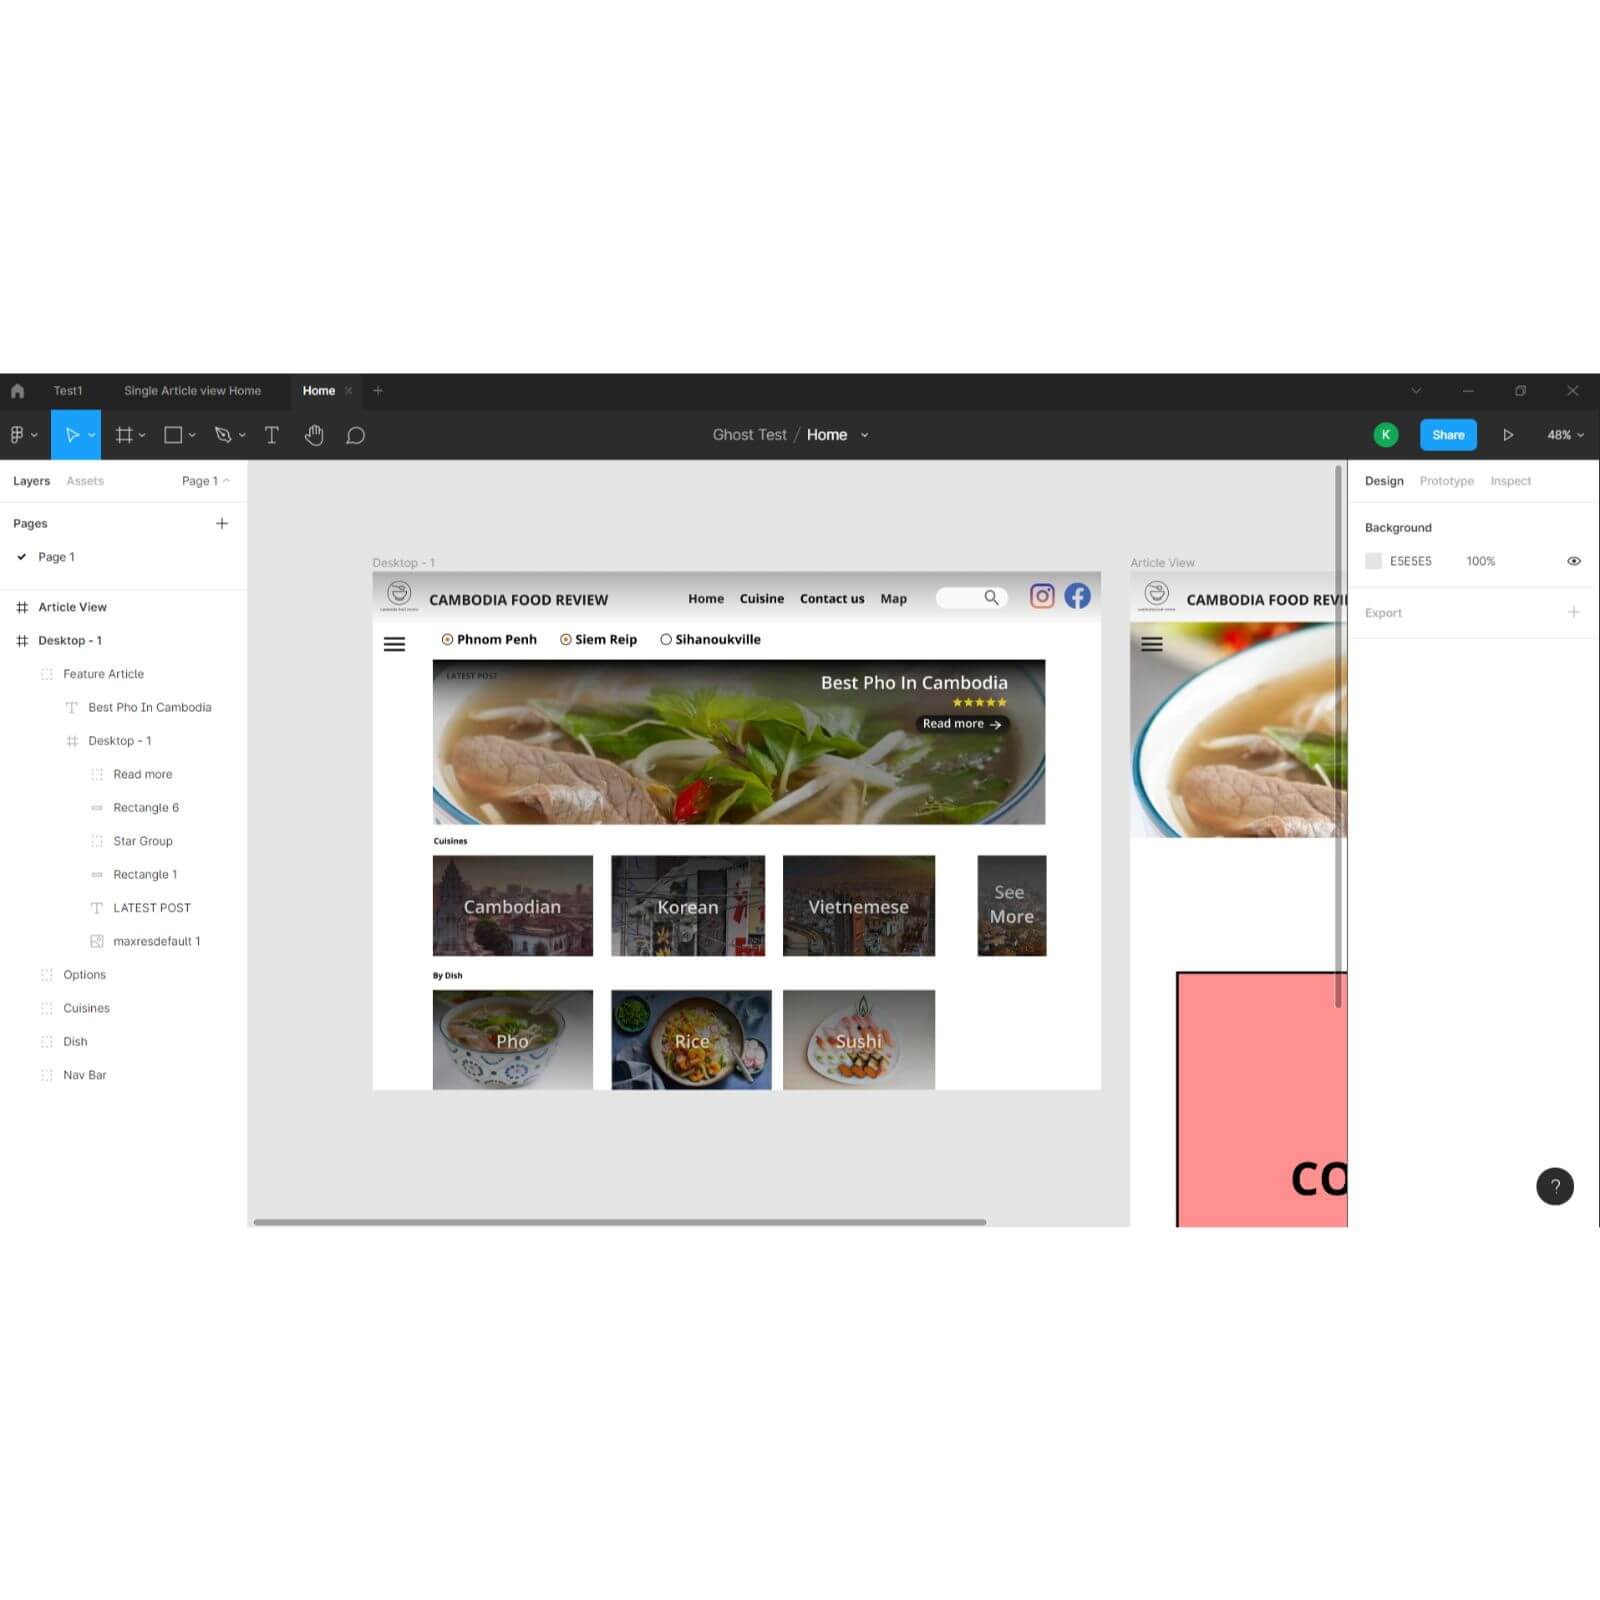 Test1 Single Article view Home Home
Ghost Test / Home
K Share 48%
Layers Assets Page 1
Pages
Page 1
Article View
Desktop - 1
Feature Article
Best Pho In Cambodia
Desktop - 1
Read more
Rectangle 6
Star Group
Rectangle 1
LATEST POST
maxresdefault 1
Options
Cuisines
Dish
Nav Bar
Desktop - 1
CAMBODIA FOOD REVIEW Home Cuisine Contact us Map
Phnom Penh Siem Reip Sihanoukville
LATEST POST
Best Pho In Cambodia
Read more
Cuisines
Cambodian Korean Vietnemese See
More
By Dish
Pho Rice Sushi
Article View
CAMBODIA FOOD REVI
CO
Design Prototype Inspect
Background
E5E5E5 100%
Export
?